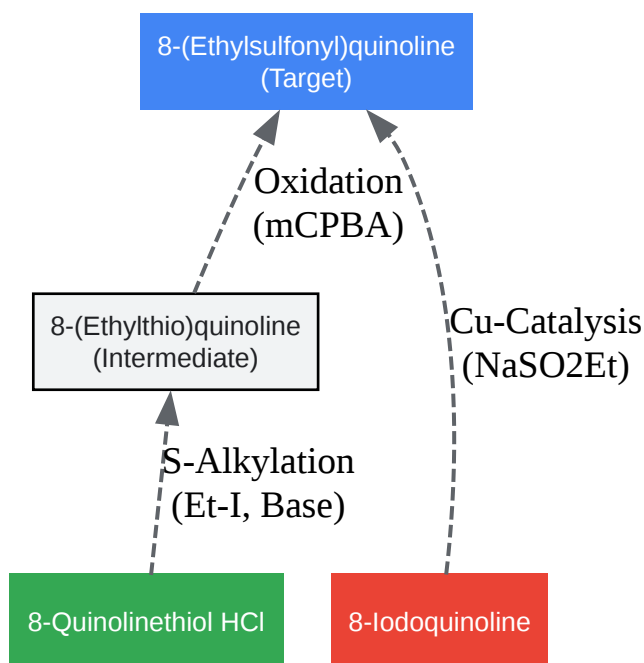 8-(Ethylsulfonyl)quinoline
(Target)
Oxidation
(mCPBA)
8-(Ethylthio)quinoline
(Intermediate)
Cu-Catalysis
(NaSO2Et)
S-Alkylation
(Et-I, Base)
8-Quinolinethiol HCl
8-Iodoquinoline